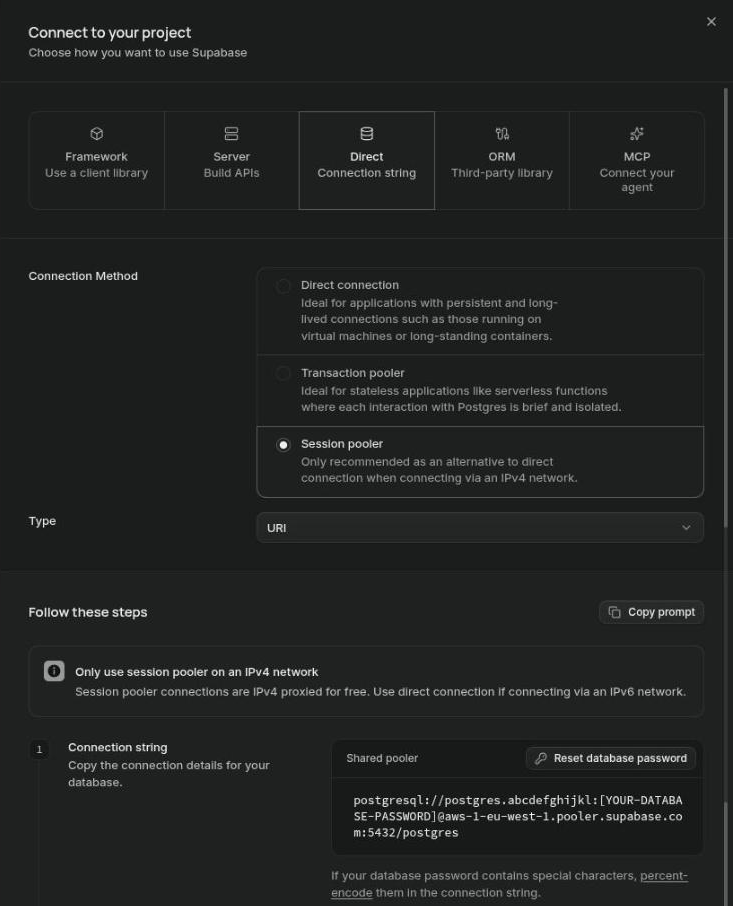 Connect to your project
Choose how you want to use Supabase
Framework
Use a client library
Server
Build APIs
Direct
Connection string
ORM
Third-party library
MCP
Connect your
agent
Connection Method
Direct connection
Ideal for applications with persistent and long-
lived connections such as those running on
virtual machines or long-standing containers.
Transaction pooler
Ideal for stateless applications like serverless functions
where each interaction with Postgres is brief and isolated.
Session pooler
Only recommended as an alternative to direct
connection when connecting via an IPv4 network.
Type
URI
Follow these steps
Copy prompt
Only use session pooler on an IPv4 network
Session pooler connections are IPv4 proxied for free. Use direct connection if connecting via an IPv6 network.
1
Connection string
Copy the connection details for your
database.
Shared pooler
Reset database password
postgresql://postgres.abcdefghijkl:[YOUR-DATABA
SE-PASSWORD]@aws-1-eu-west-1.pooler.supabase.co
m:5432/postgres
If your database password contains special characters, percent-
encode them in the connection string.